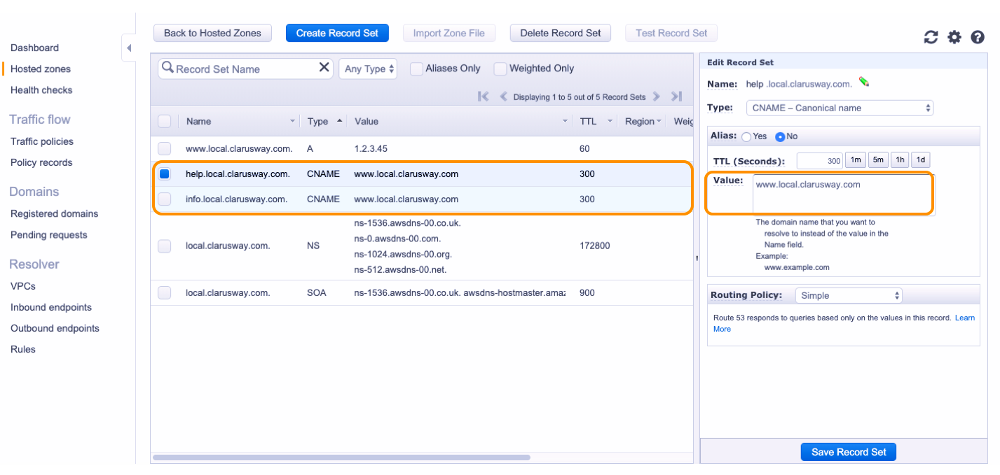 Back to Hosted Zones Create Record Set Import Zone File Delete Record Set Test Record Set
Dashboard
Hosted zones
Health checks
Traffic flow
Traffic policies
Policy records
Domains
Registered domains
Pending requests
Resolver
VPCs
Inbound endpoints
Outbound endpoints
Rules
Record Set Name Any Type Aliases Only Weighted Only
Displaying 1 to 5 out of 5 Record Sets
Name Type Value TTL Region Weig
www.local.clarusway.com. A 1.2.3.45 60
help.local.clarusway.com. CNAME www.local.clarusway.com 300
info.local.clarusway.com. CNAME www.local.clarusway.com 300
ns-1536.awsdns-00.co.uk.
ns-0.awsdns-00.com.
local.clarusway.com. NS 172800
ns-1024.awsdns-00.org.
ns-512.awsdns-00.net.
local.clarusway.com. SOA ns-1536.awsdns-00.co.uk. awsdns-hostmaster.amaz 900
Edit Record Set
Name: help .local.clarusway.com.
Type: CNAME – Canonical name
Alias: Yes No
TTL (Seconds): 300 1m 5m 1h 1d
Value: www.local.clarusway.com
The domain name that you want to
resolve to instead of the value in the
Name field.
Example:
www.example.com
Routing Policy: Simple
Route 53 responds to queries based only on the values in this record. Learn
More
Save Record Set